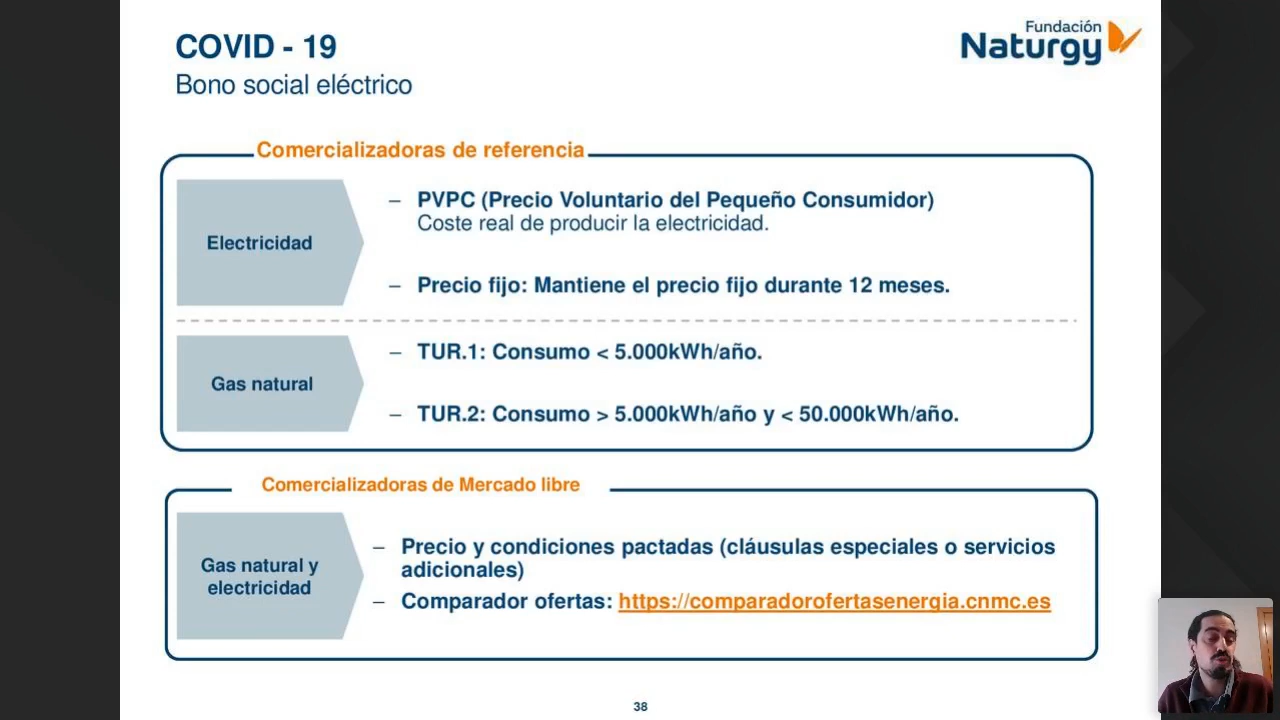 COVID - 19
Bono social eléctrico
Fundación
Naturgy
Comercializadoras de referencia
Electricidad
– PVPC (Precio Voluntario del Pequeño Consumidor)
Coste real de producir la electricidad.
– Precio fijo: Mantiene el precio fijo durante 12 meses.
Gas natural
– TUR.1: Consumo < 5.000kWh/año.
– TUR.2: Consumo > 5.000kWh/año y < 50.000kWh/año.
Comercializadoras de Mercado libre
Gas natural y
electricidad
– Precio y condiciones pactadas (cláusulas especiales o servicios
adicionales)
– Comparador ofertas: https://comparadorofertasenergia.cnmc.es
38